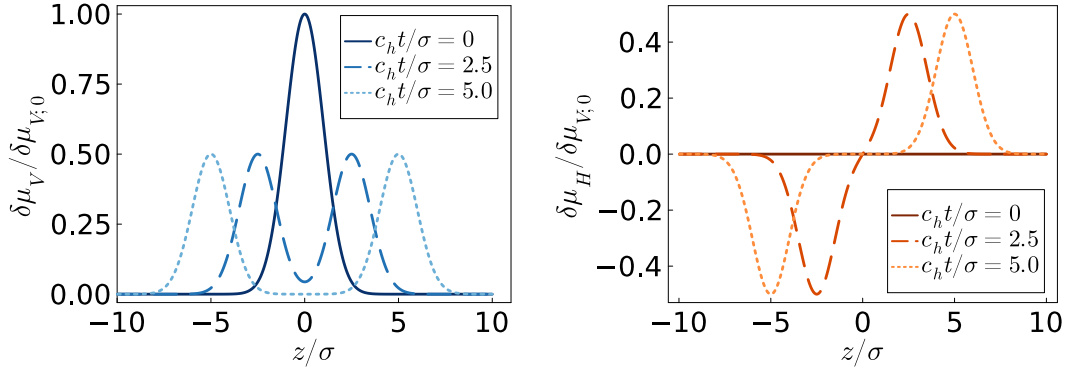 δμ_V/δμ_{V;0}
1.00
0.75
0.50
0.25
0.00
−10
−5
0
5
10
z/σ
c_h t/σ = 0
c_h t/σ = 2.5
c_h t/σ = 5.0
δμ_H/δμ_{V;0}
0.4
0.2
0.0
−0.2
−0.4
−10
−5
0
5
10
z/σ
c_h t/σ = 0
c_h t/σ = 2.5
c_h t/σ = 5.0